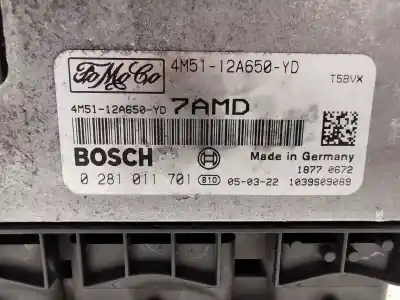 FoMoCo 4M51-12A650-YD
T5BVX
4M51-12A650-YD 7AMD
BOSCH Made in Germany
1877 0672
0 281 011 701 810 05-03-22 1039S09089